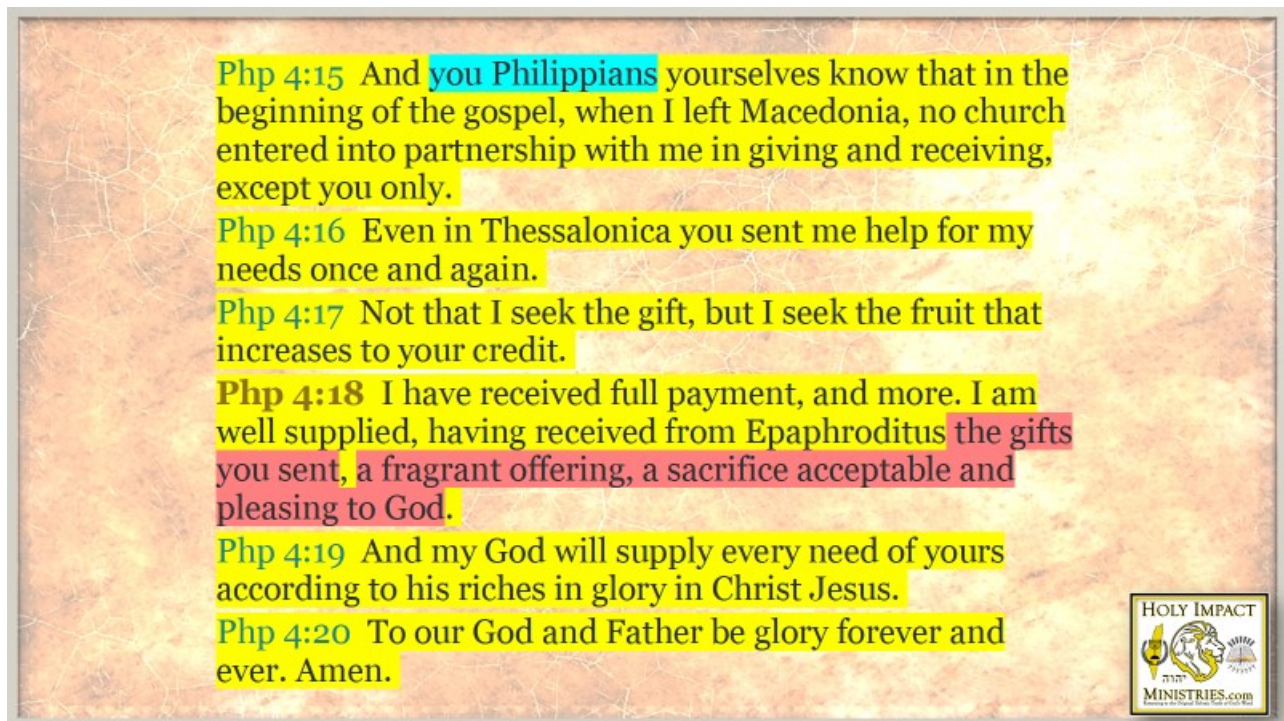 Php 4:15 And you Philippians yourselves know that in the
beginning of the gospel, when I left Macedonia, no church
entered into partnership with me in giving and receiving,
except you only.
Php 4:16 Even in Thessalonica you sent me help for my
needs once and again.
Php 4:17 Not that I seek the gift, but I seek the fruit that
increases to your credit.
Php 4:18 I have received full payment, and more. I am
well supplied, having received from Epaphroditus the gifts
you sent, a fragrant offering, a sacrifice acceptable and
pleasing to God.
Php 4:19 And my God will supply every need of yours
according to his riches in glory in Christ Jesus.
Php 4:20 To our God and Father be glory forever and
ever. Amen.
HOLY IMPACT
יהוה
MINISTRIES.com